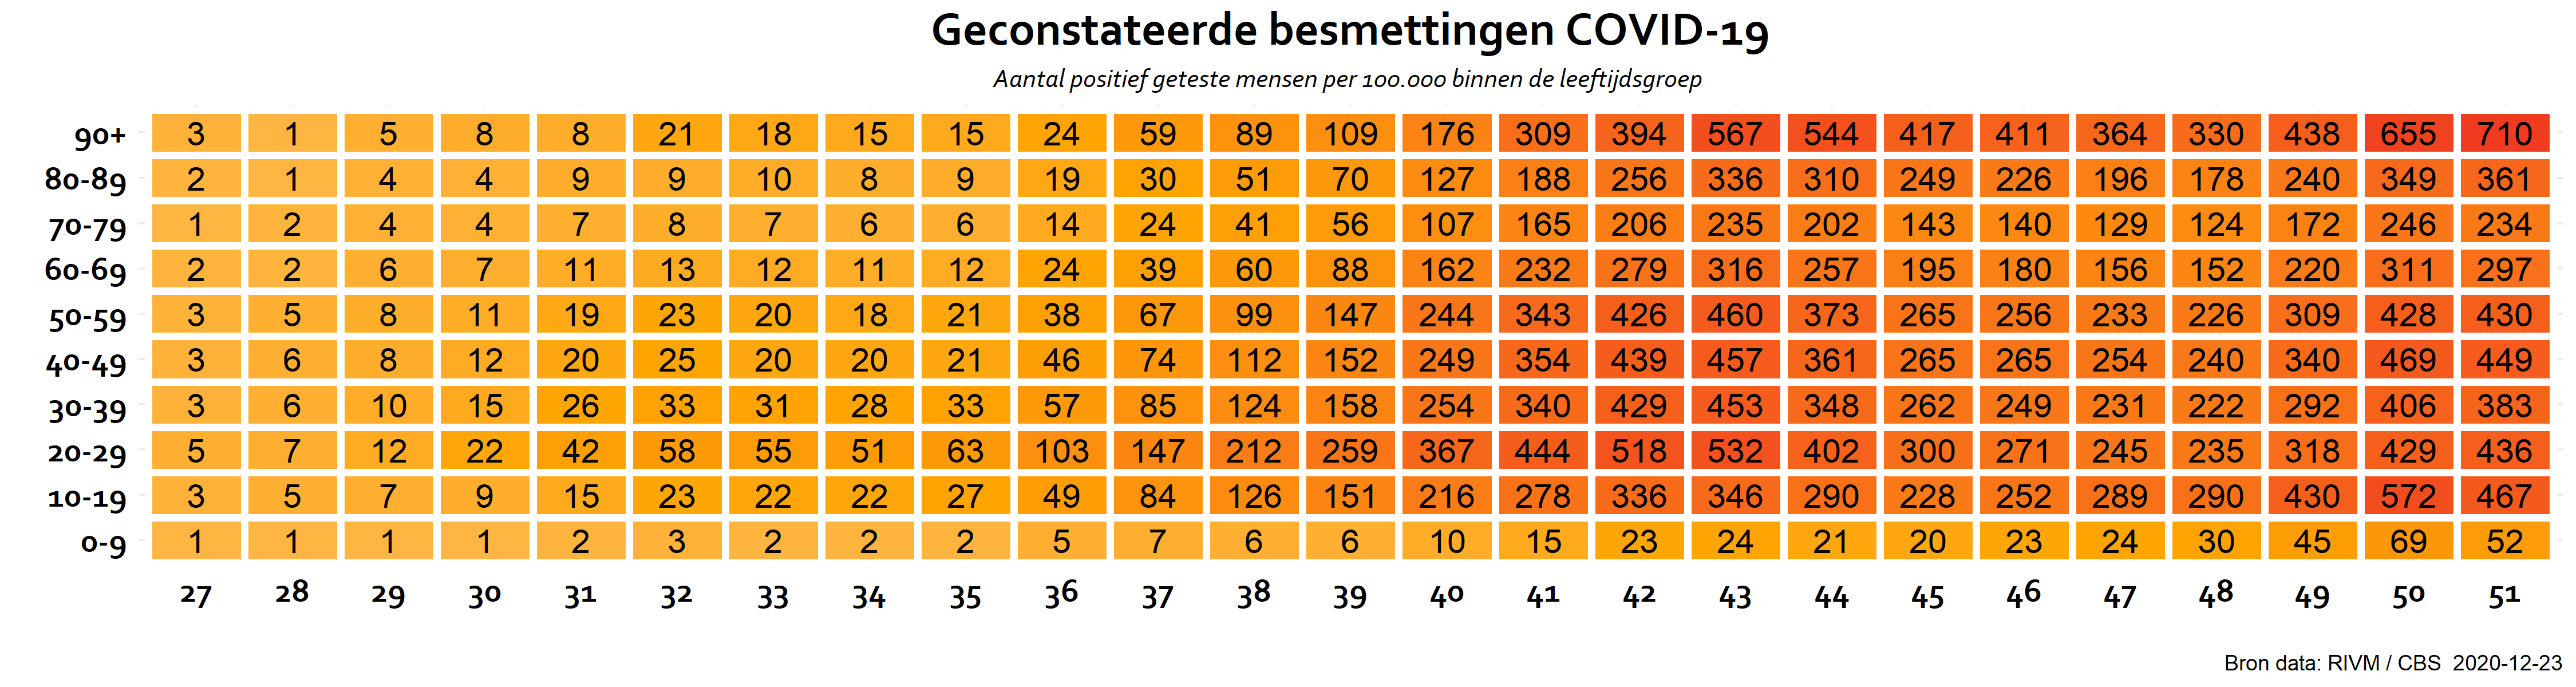 Geconstateerde besmettingen COVID-19
Aantal positief geteste mensen per 100.000 binnen de leeftijdsgroep
90+ 3 1 5 8 8 21 18 15 15 24 59 89 109 176 309 394 567 544 417 411 364 330 438 655 710
80-89 2 1 4 4 9 9 10 8 9 19 30 51 70 127 188 256 336 310 249 226 196 178 240 349 361
70-79 1 2 4 4 7 8 7 6 6 14 24 41 56 107 165 206 235 202 143 140 129 124 172 246 234
60-69 2 2 6 7 11 13 12 11 12 24 39 60 88 162 232 279 316 257 195 180 156 152 220 311 297
50-59 3 5 8 11 19 23 20 18 21 38 67 99 147 244 343 426 460 373 265 256 233 226 309 428 430
40-49 3 6 8 12 20 25 20 20 21 46 74 112 152 249 354 439 457 361 265 265 254 240 340 469 449
30-39 3 6 10 15 26 33 31 28 33 57 85 124 158 254 340 429 453 348 262 249 231 222 292 406 383
20-29 5 7 12 22 42 58 55 51 63 103 147 212 259 367 444 518 532 402 300 271 245 235 318 429 436
10-19 3 5 7 9 15 23 22 22 27 49 84 126 151 216 278 336 346 290 228 252 289 290 430 572 467
0-9 1 1 1 1 2 3 2 2 2 5 7 6 6 10 15 23 24 21 20 23 24 30 45 69 52
27 28 29 30 31 32 33 34 35 36 37 38 39 40 41 42 43 44 45 46 47 48 49 50 51
Bron data: RIVM / CBS 2020-12-23